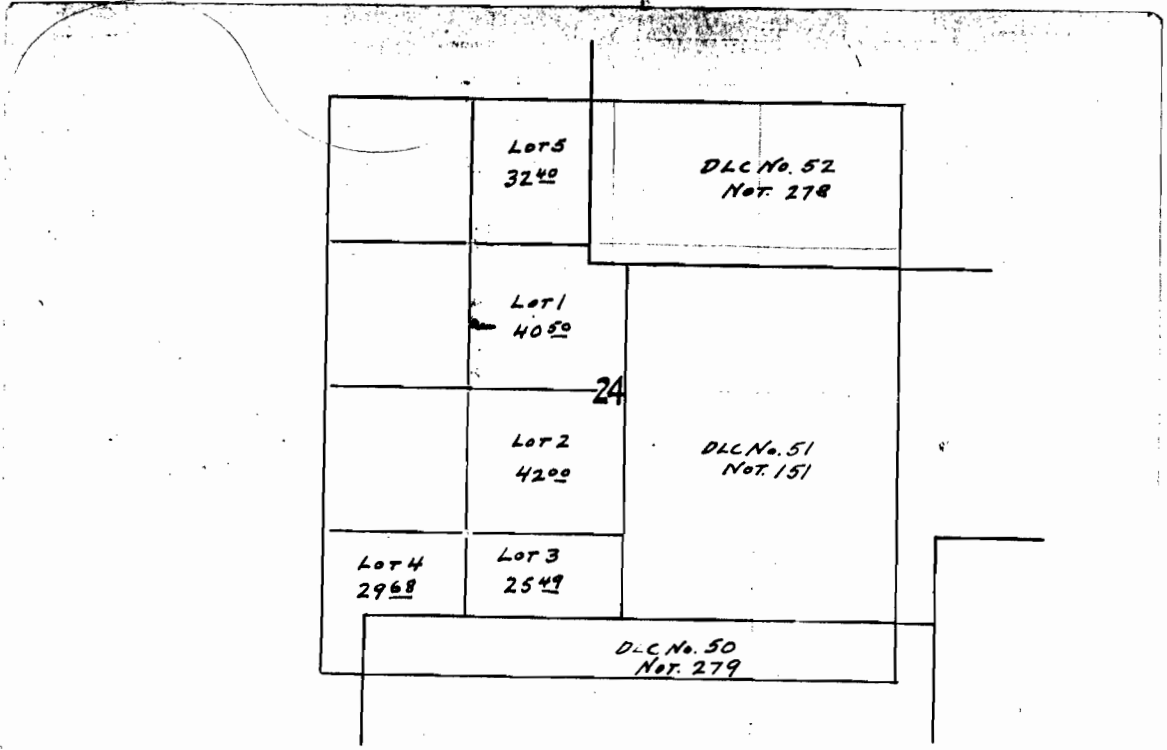 Lot 5
32 40
DLC No. 52
Not. 278
Lot 1
40 50
24
Lot 2
42 00
DLC No. 51
Not. 151
Lot 4
29 68
Lot 3
25 49
DLC No. 50
Not. 279